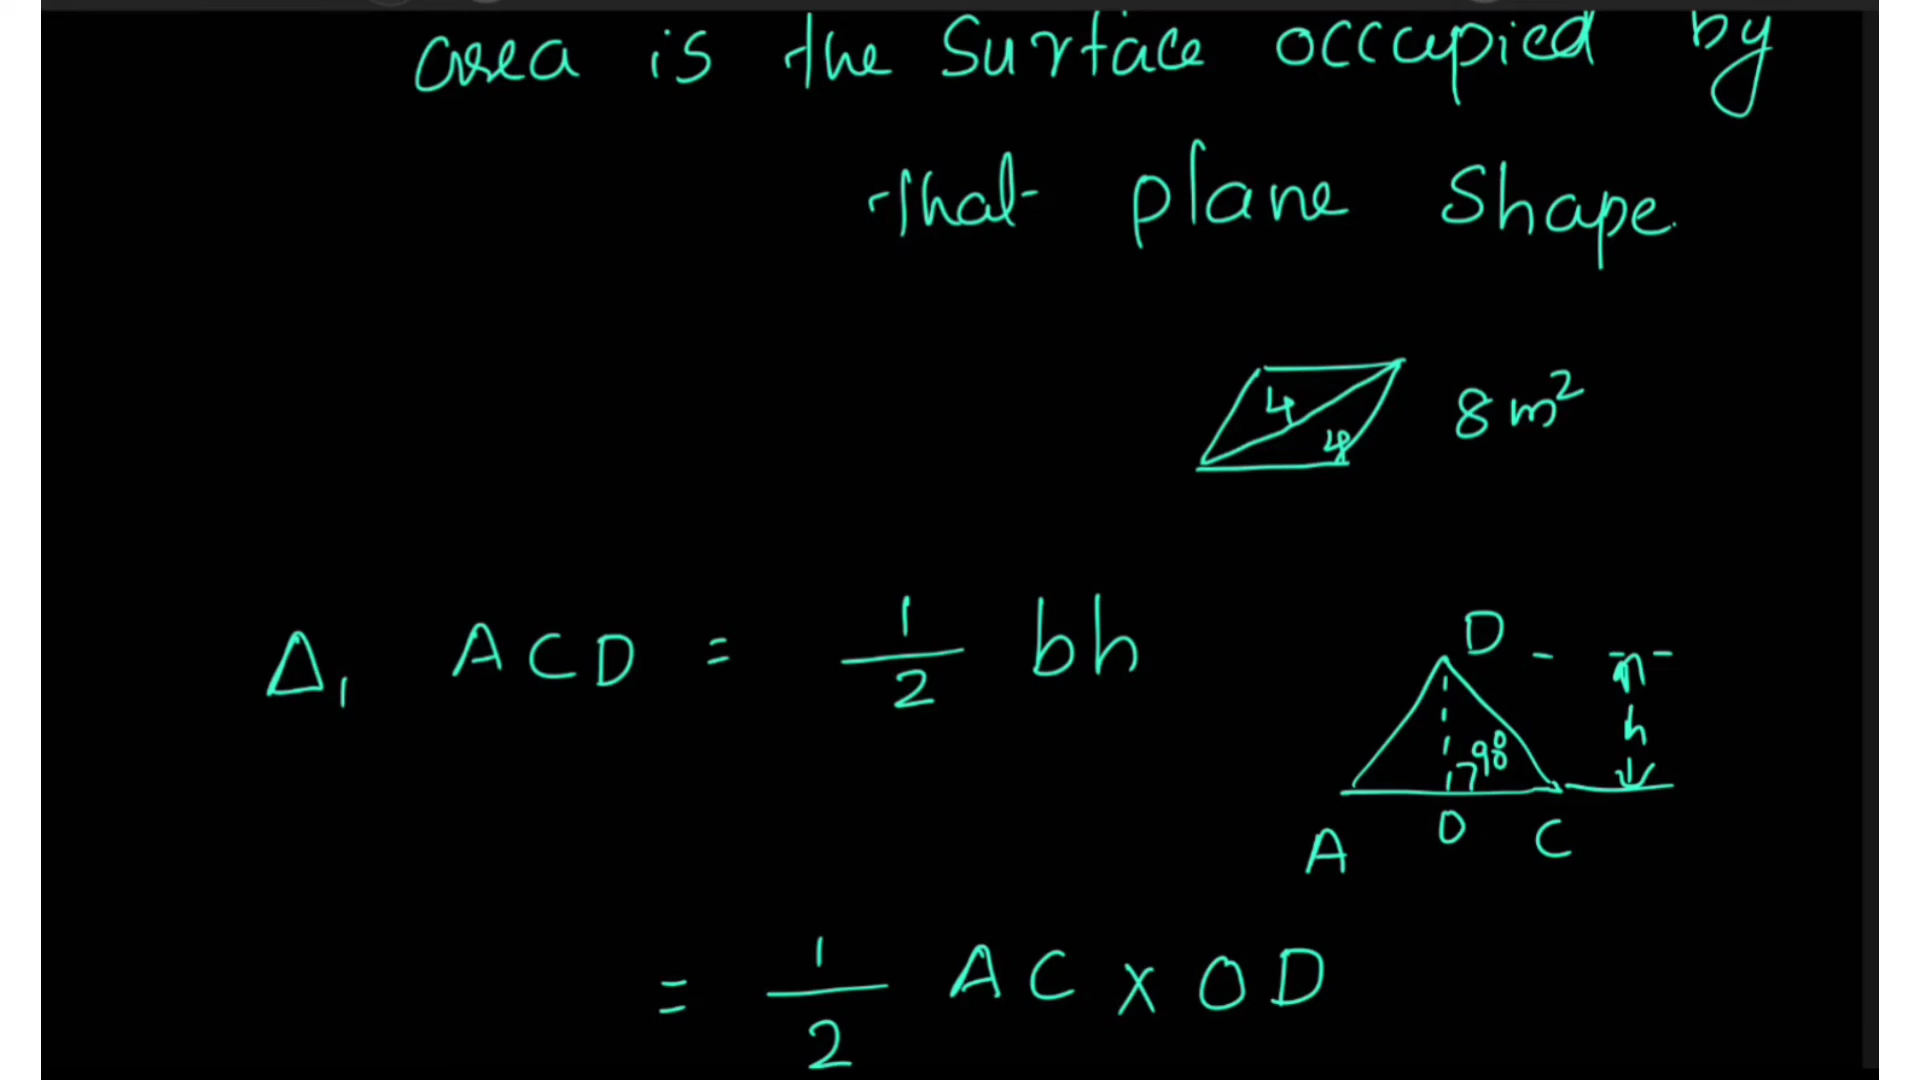 area is the Surface occupied by
that plane Shape.
4
4
8 m²
Δ₁ ACD = 1/2 bh
D
h
90
A O C
= 1/2 AC × OD